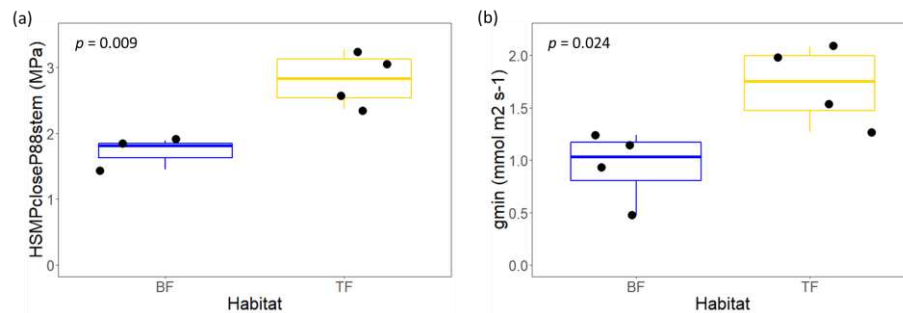 (a)
p = 0.009
HSMPcloseP88stem (MPa)
3
2
1
0
BF
TF
Habitat
(b)
p = 0.024
gmin (mmol m2 s-1)
2.0
1.5
1.0
0.5
0.0
BF
TF
Habitat